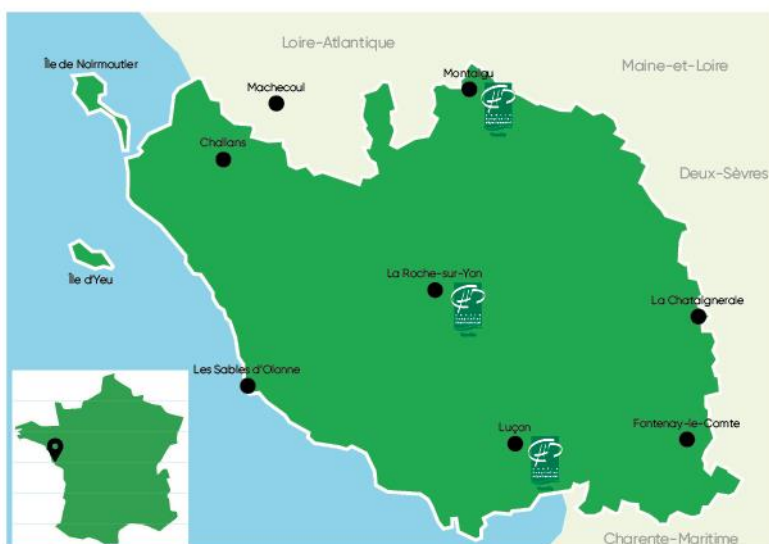 Loire-Atlantique
Île de Noirmoutier
Maine-et-Loire
Montaigu
Machecoul
Challans
Deux-Sèvres
La Roche-sur-Yon
Île d'Yeu
La Chataigneraie
Les Sables d'Olonne
Luçon
Fontenay-le-Comte
Charente-Maritime